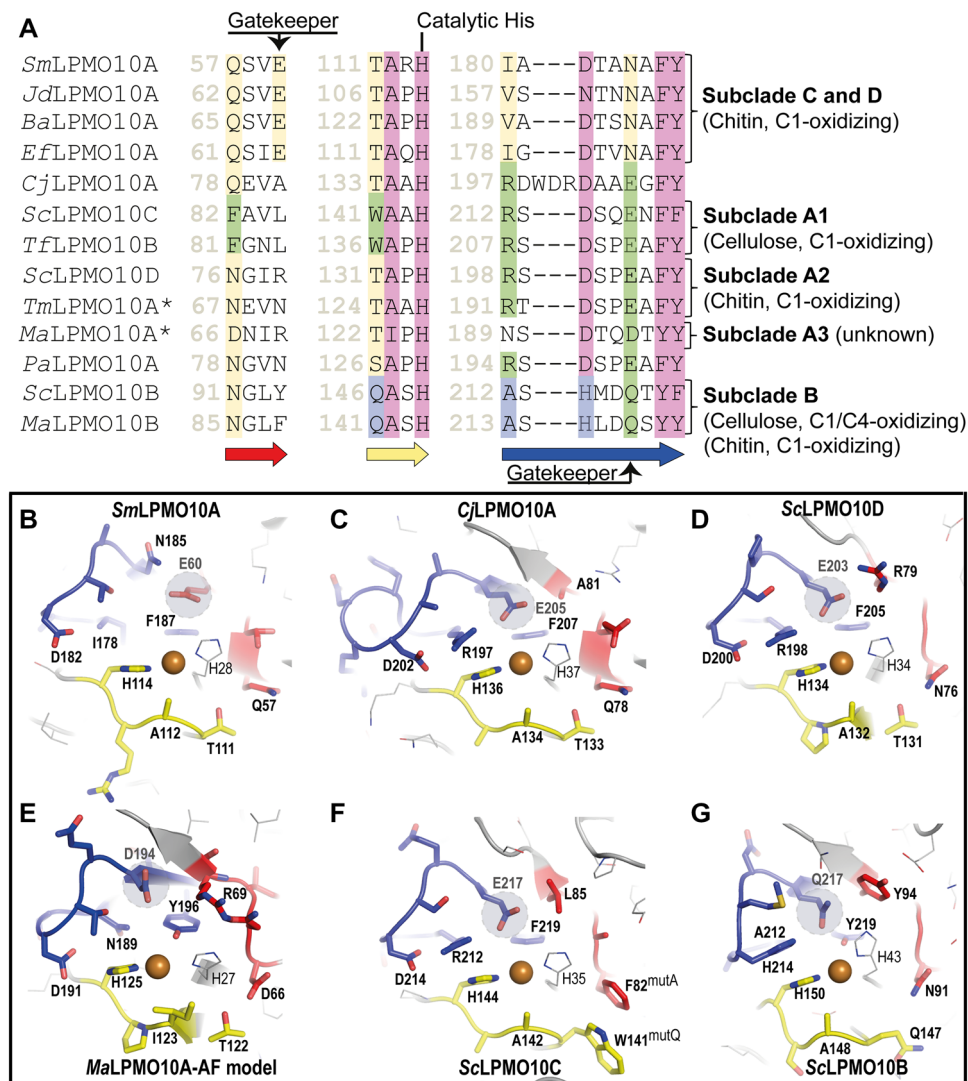 A
Gatekeeper
Catalytic His
SmLPMO10A 57 QSVE 111 TARH 180 IA---DTANAFY
JdLPMO10A 62 QSVE 106 TAPH 157 VS---NTNNAFY
BaLPMO10A 65 QSVE 122 TAPH 189 VA---DTSNAFY
EfLPMO10A 61 QSIE 111 TAQH 178 IG---DTVNAFY
Subclade C and D
(Chitin, C1-oxidizing)
CjLPMO10A 78 QEVA 133 TAAH 197 RDWDRDAAEGFY
ScLPMO10C 82 FAVL 141 WAAH 212 RS---DSQENFF
TfLPMO10B 81 FGNL 136 WAPH 207 RS---DSPEAFY
Subclade A1
(Cellulose, C1-oxidizing)
ScLPMO10D 76 NGIR 131 TAPH 198 RS---DSPEAFY
TmLPMO10A* 67 NEVN 124 TAAH 191 RT---DSPEAFY
Subclade A2
(Chitin, C1-oxidizing)
MaLPMO10A* 66 DNIR 122 TIPH 189 NS---DTQDTYY
Subclade A3 (unknown)
PaLPMO10A 78 NGVN 126 SAPH 194 RS---DSPEAFY
ScLPMO10B 91 NGLY 146 QASH 212 AS---HMDQTYF
MaLPMO10B 85 NGLF 141 QASH 213 AS---HLDQSYY
Subclade B
(Cellulose, C1/C4-oxidizing)
(Chitin, C1-oxidizing)
Gatekeeper
B
SmLPMO10A
N185
E60
F187
I178
D182
H28
H114
Q57
A112
T111
C
CjLPMO10A
A81
E205
F207
R197
D202
H37
H136
Q78
A134
T133
D
ScLPMO10D
E203
R79
F205
D200
R198
H34
H134
N76
A132
T131
E
D194
R69
Y196
N189
D191
H125
H27
D66
I123
T122
MaLPMO10A-AF model
F
E217
L85
F219
R212
D214
H35
H144
F82mutA
A142
W141mutQ
ScLPMO10C
G
Q217
Y94
A212
Y219
H214
H43
H150
N91
Q147
A148
ScLPMO10B